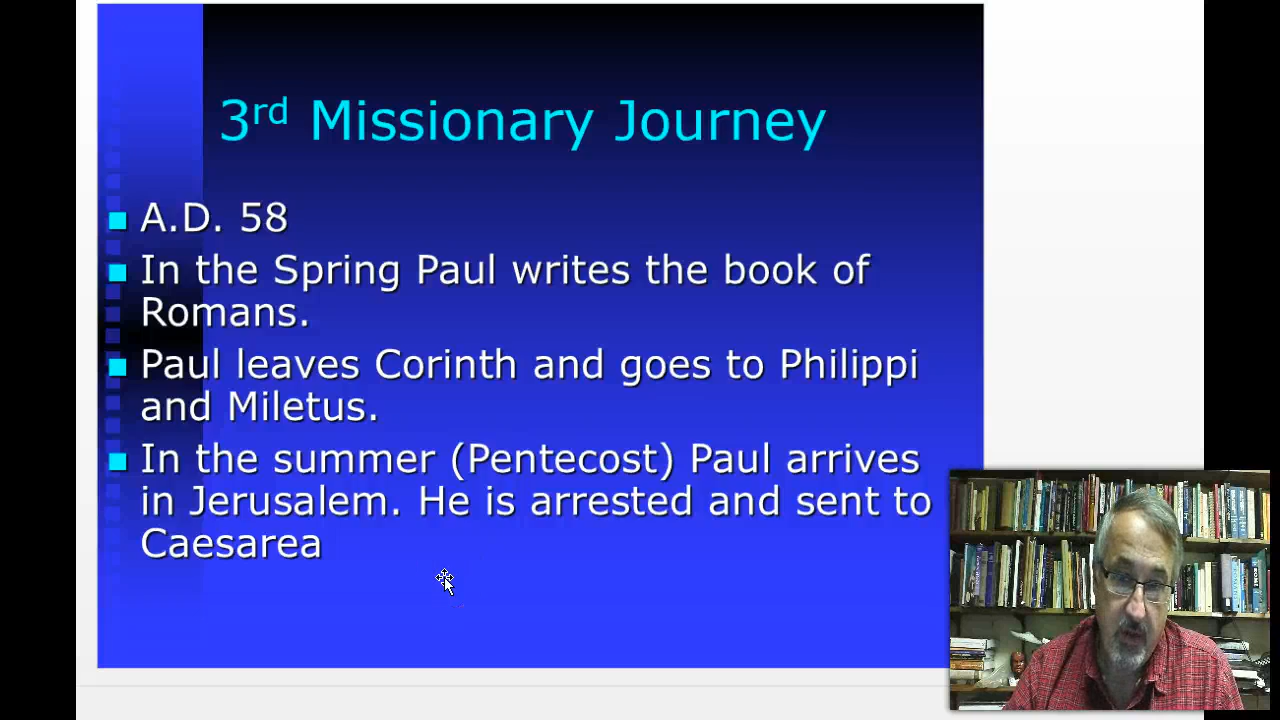 3rd Missionary Journey
A.D. 58
In the Spring Paul writes the book of
Romans.
Paul leaves Corinth and goes to Philippi
and Miletus.
In the summer (Pentecost) Paul arrives
in Jerusalem. He is arrested and sent to
Caesarea